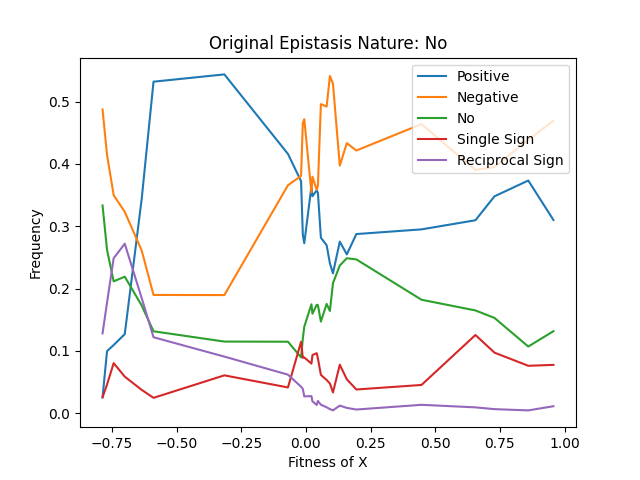 Original Epistasis Nature: No
Positive
Negative
No
Single Sign
Reciprocal Sign
Frequency
0.5
0.4
0.3
0.2
0.1
0.0
−0.75
−0.50
−0.25
0.00
0.25
0.50
0.75
1.00
Fitness of X